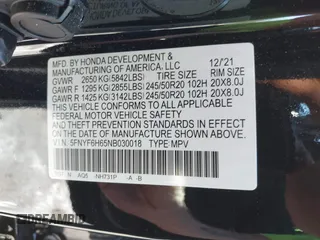 MFD. BY HONDA DEVELOPMENT & 12/21
MANUFACTURING OF AMERICA, LLC
GVWR 2650 KG(5842LBS) TIRE SIZE RIM SIZE
GAWR F 1295 KG(2855LBS) 245/50R20 102H 20X8.0J
GAWR R 1425 KG(3142LBS) 245/50R20 102H 20X8.0J
THIS VEHICLE CONFORMS TO ALL APPLICABLE
FEDERAL MOTOR VEHICLE SAFETY AND THEFT
PREVENTION STANDARDS IN EFFECT ON THE DATE
OF MANUFACTURE SHOWN ABOVE.
V.I.N. 5FNYF6H65NB030018 TYPE MPV
NH731P -A -B